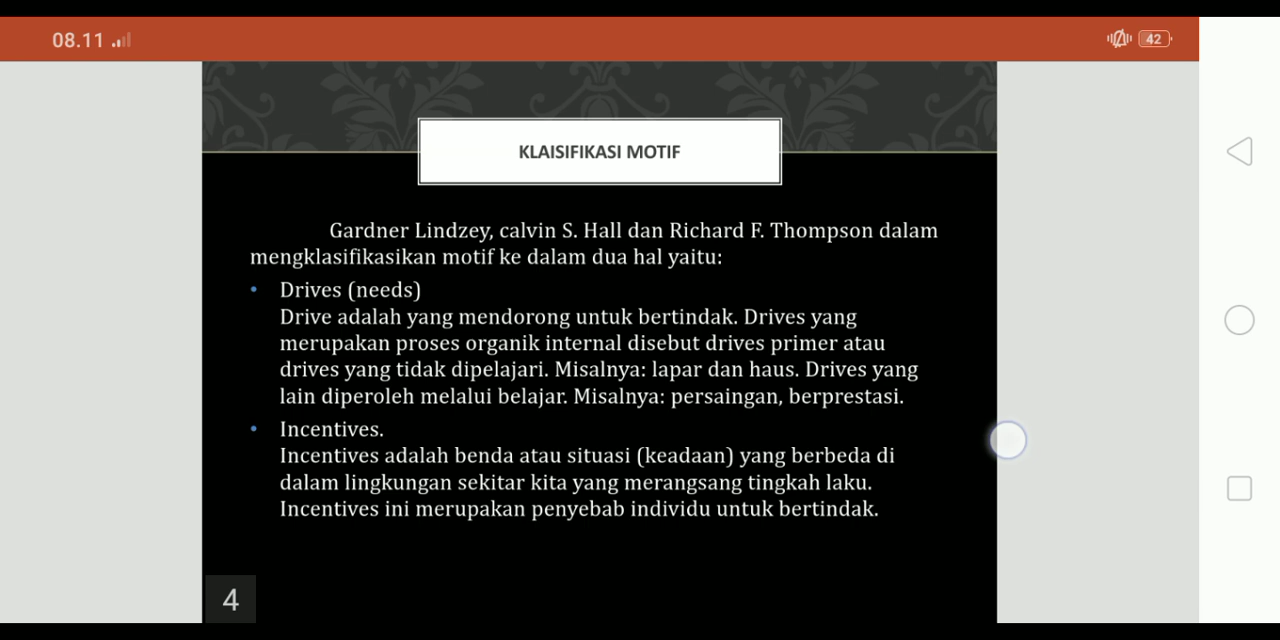 08.11
42
KLAISIFIKASI MOTIF
Gardner Lindzey, calvin S. Hall dan Richard F. Thompson dalam
mengklasifikasikan motif ke dalam dua hal yaitu:
• Drives (needs)
Drive adalah yang mendorong untuk bertindak. Drives yang
merupakan proses organik internal disebut drives primer atau
drives yang tidak dipelajari. Misalnya: lapar dan haus. Drives yang
lain diperoleh melalui belajar. Misalnya: persaingan, berprestasi.
• Incentives.
Incentives adalah benda atau situasi (keadaan) yang berbeda di
dalam lingkungan sekitar kita yang merangsang tingkah laku.
Incentives ini merupakan penyebab individu untuk bertindak.
4